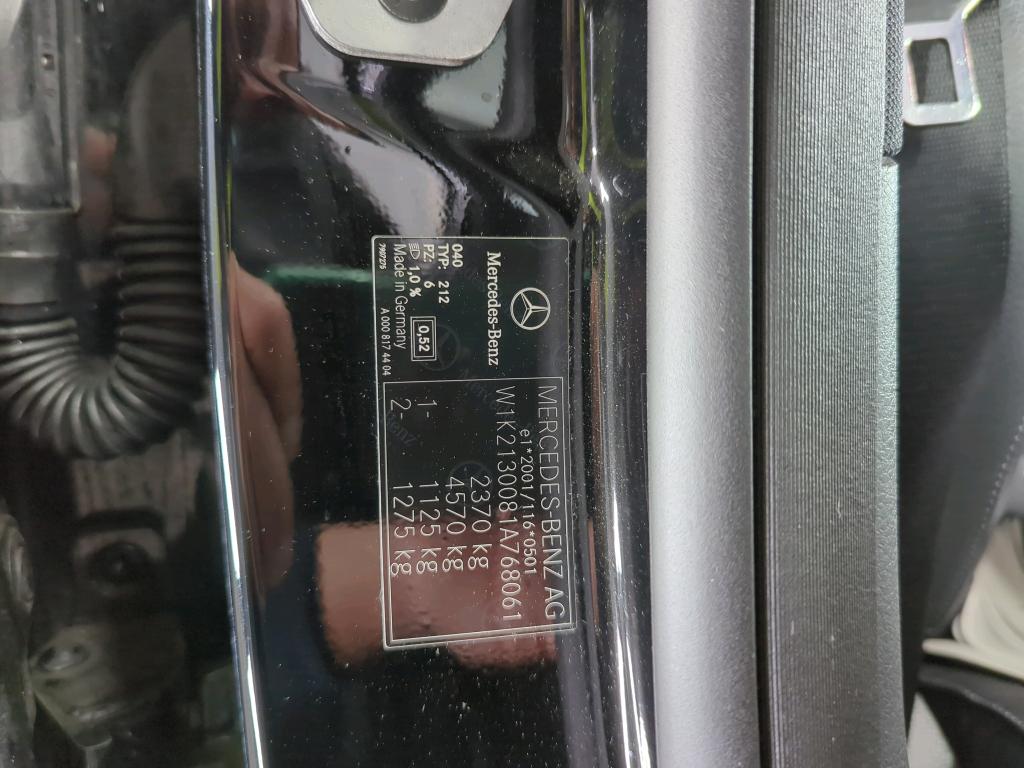 Mercedes-Benz
040
TYP: 212
PZ: 6
1,0 %
0,52
Made in Germany
A 000 817 44 04
MERCEDES-BENZ AG
e1*2001/116*0501
W1K2130081A768061
2370 kg
4570 kg
1- 1125 kg
2- 1275 kg